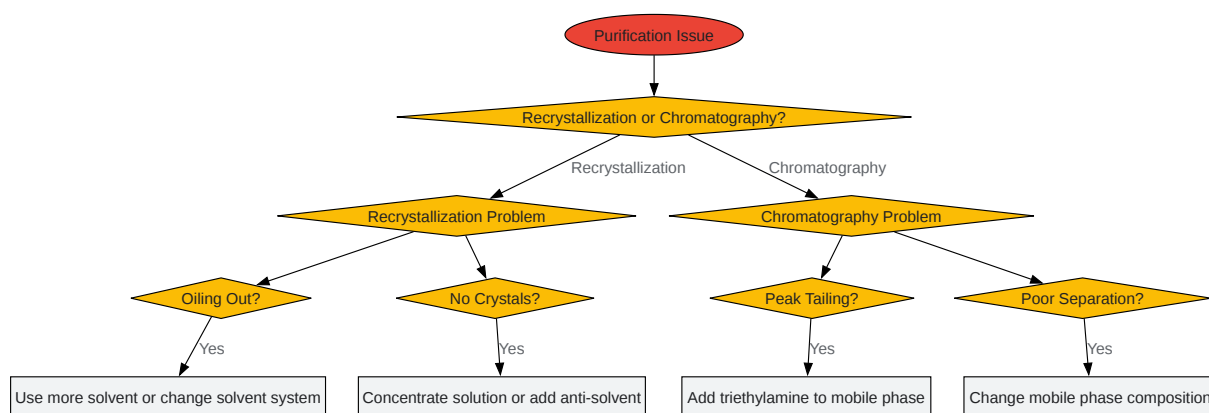 Purification Issue
Recrystallization or Chromatography?
Recrystallization
Chromatography
Recrystallization Problem
Chromatography Problem
Oiling Out?
No Crystals?
Peak Tailing?
Poor Separation?
Yes
Yes
Yes
Yes
Use more solvent or change solvent system
Concentrate solution or add anti-solvent
Add triethylamine to mobile phase
Change mobile phase composition